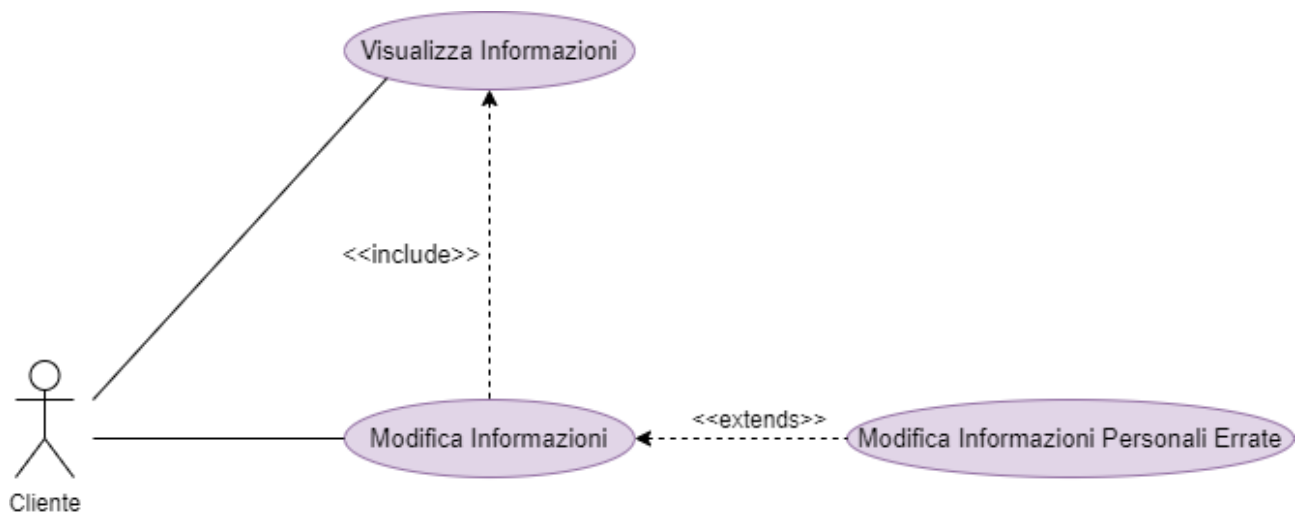 Visualizza Informazioni
<<include>>
Modifica Informazioni
<<extends>>
Modifica Informazioni Personali Errate
Cliente